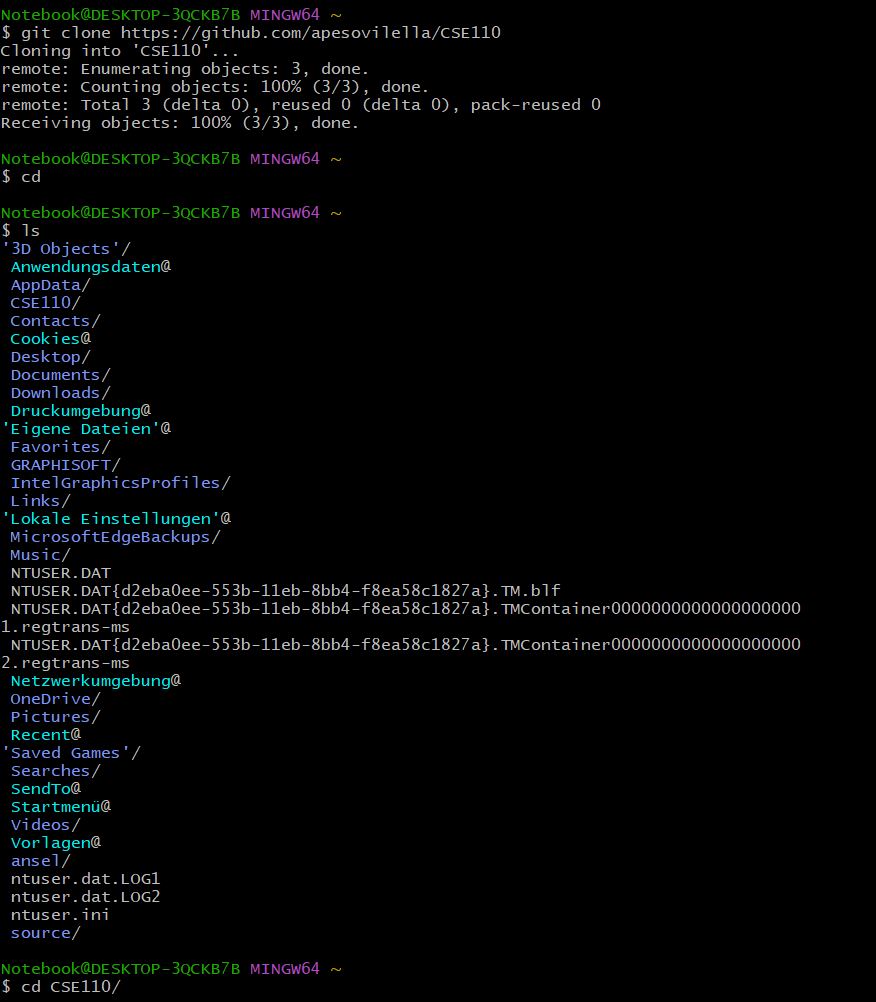 Notebook@DESKTOP-3QCKB7B MINGW64 ~
$ git clone https://github.com/apesovilella/CSE110
Cloning into 'CSE110'...
remote: Enumerating objects: 3, done.
remote: Counting objects: 100% (3/3), done.
remote: Total 3 (delta 0), reused 0 (delta 0), pack-reused 0
Receiving objects: 100% (3/3), done.

Notebook@DESKTOP-3QCKB7B MINGW64 ~
$ cd

Notebook@DESKTOP-3QCKB7B MINGW64 ~
$ ls
'3D Objects'/
 Anwendungsdaten@
 AppData/
 CSE110/
 Contacts/
 Cookies@
 Desktop/
 Documents/
 Downloads/
 Druckumgebung@
'Eigene Dateien'@
 Favorites/
 GRAPHISOFT/
 IntelGraphicsProfiles/
 Links/
'Lokale Einstellungen'@
 MicrosoftEdgeBackups/
 Music/
 NTUSER.DAT
 NTUSER.DAT{d2eba0ee-553b-11eb-8bb4-f8ea58c1827a}.TM.blf
 NTUSER.DAT{d2eba0ee-553b-11eb-8bb4-f8ea58c1827a}.TMContainer0000000000000000000
1.regtrans-ms
 NTUSER.DAT{d2eba0ee-553b-11eb-8bb4-f8ea58c1827a}.TMContainer0000000000000000000
2.regtrans-ms
 Netzwerkumgebung@
 OneDrive/
 Pictures/
 Recent@
'Saved Games'/
 Searches/
 SendTo@
 Startmenü@
 Videos/
 Vorlagen@
 ansel/
 ntuser.dat.LOG1
 ntuser.dat.LOG2
 ntuser.ini
 source/

Notebook@DESKTOP-3QCKB7B MINGW64 ~
$ cd CSE110/